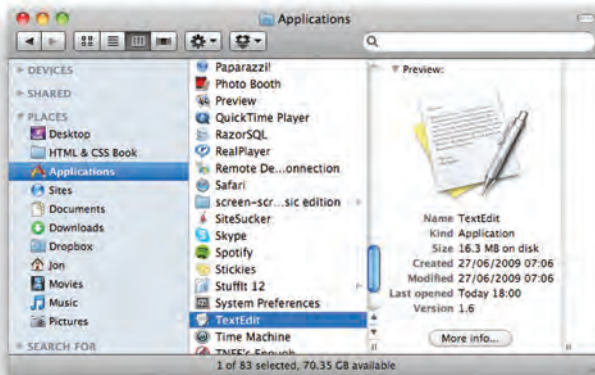 Applications
DEVICES
SHARED
PLACES
Desktop
HTML & CSS Book
Applications
Sites
Documents
Downloads
Dropbox
Jon
Movies
Music
Pictures
SEARCH FOR
Paparazzi!
Photo Booth
Preview
QuickTime Player
RazorSQL
RealPlayer
Remote De...onnection
Safari
screen-scr...sic edition
SiteSucker
Skype
Spotify
Stickies
StuffIt 12
System Preferences
TextEdit
Time Machine
TNEF's Enough
Preview:
Name TextEdit
Kind Application
Size 16.3 MB on disk
Created 27/06/2009 07:06
Modified 27/06/2009 07:06
Last opened Today 18:00
Version 1.6
More info...
1 of 83 selected, 70.35 GB available